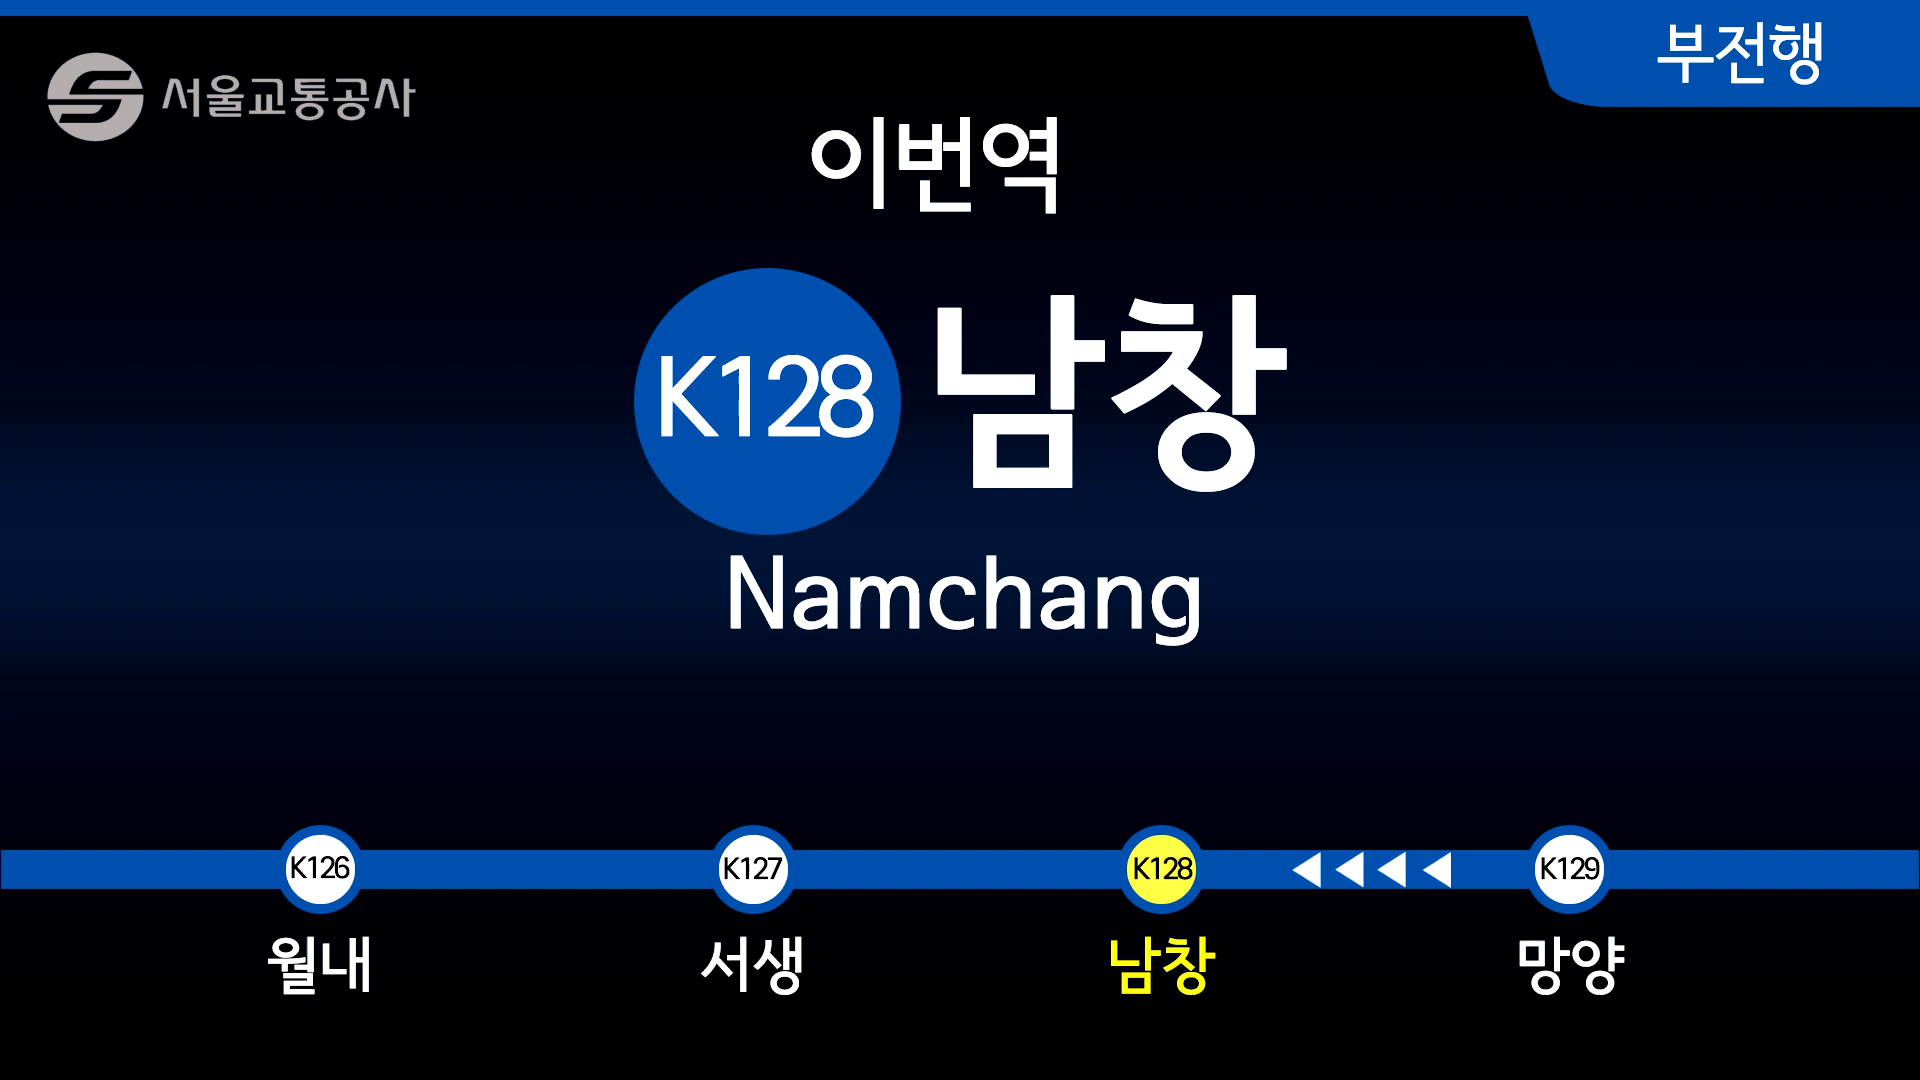 부전행
서울교통공사
이번역
K128 남창
Namchang
K126 K127 K128 K129
월내 서생 남창 망양